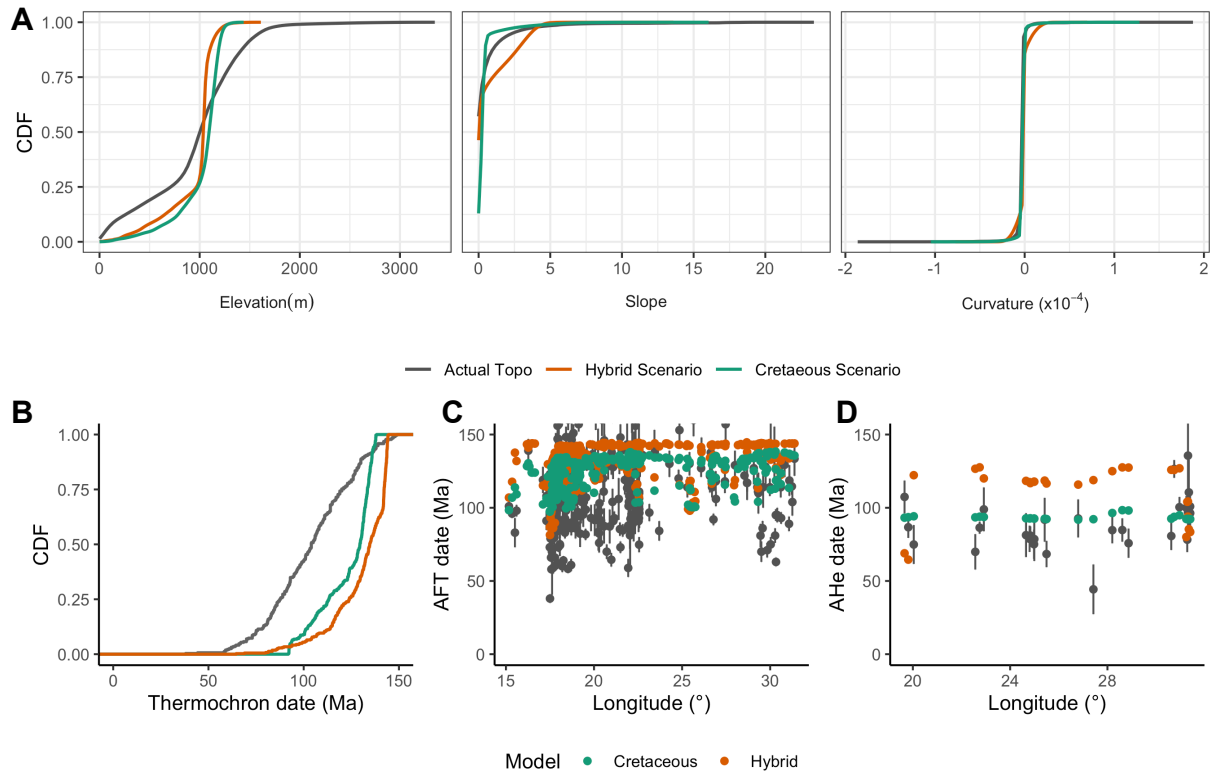 A
CDF
1.00
0.75
0.50
0.25
0.00
0 1000 2000 3000
0 5 10 15 20
-2 -1 0 1 2
Elevation(m)
Slope
Curvature (x10⁻⁴)
Actual Topo Hybrid Scenario Cretaeous Scenario
B
CDF
1.00
0.75
0.50
0.25
0.00
0 50 100 150
Thermochron date (Ma)
C
AFT date (Ma)
150
100
50
0
15 20 25 30
Longitude (°)
D
AHe date (Ma)
150
100
50
0
20 24 28
Longitude (°)
Model Cretaceous Hybrid